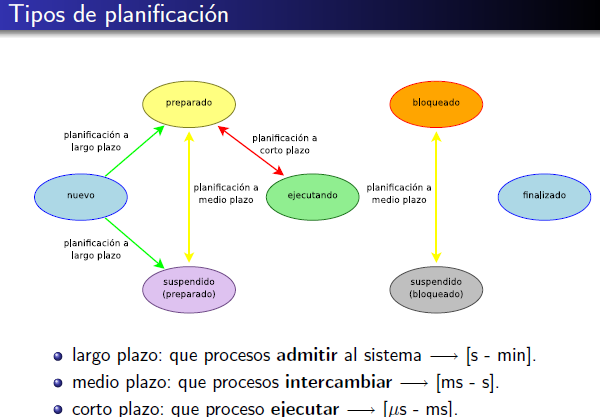 Tipos de planificación
preparado
bloqueado
planificación a
largo plazo
planificación a
corto plazo
nuevo
planificación a
medio plazo
ejecutando
planificación a
medio plazo
finalizado
planificación a
largo plazo
suspendido
(preparado)
suspendido
(bloqueado)
largo plazo: que procesos admitir al sistema ⟶ [s - min].
medio plazo: que procesos intercambiar ⟶ [ms - s].
corto plazo: que proceso ejecutar ⟶ [μs - ms].